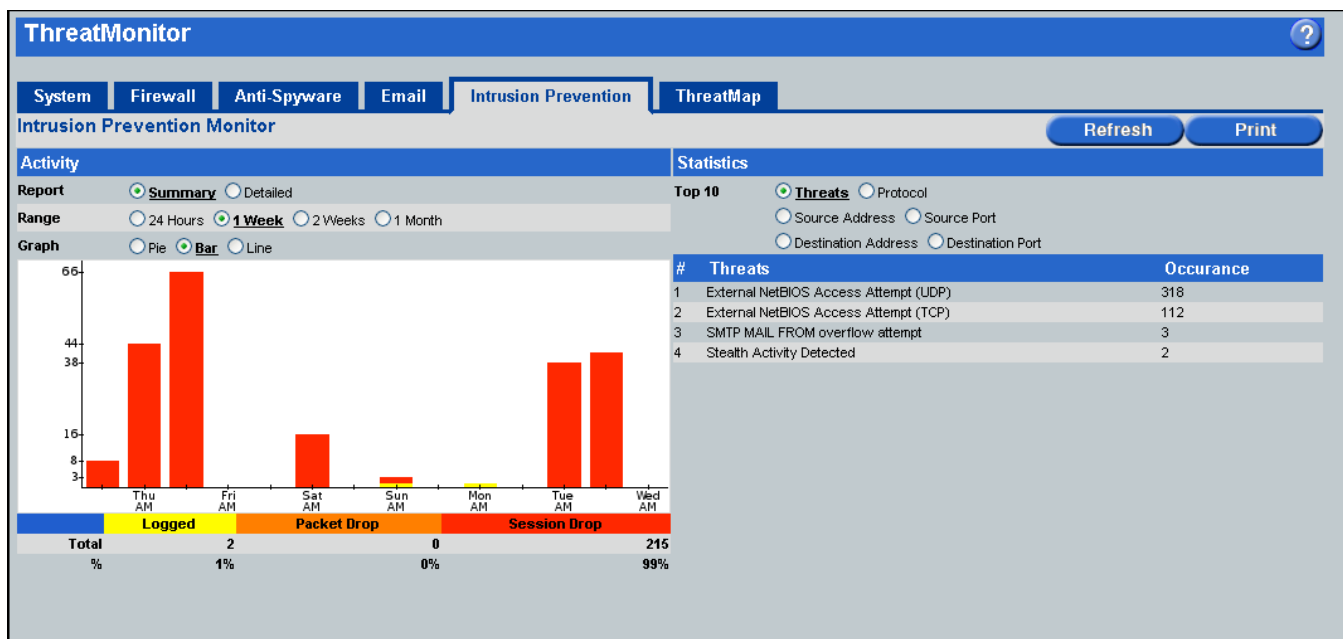 ThreatMonitor
?
System Firewall Anti-Spyware Email Intrusion Prevention ThreatMap
Intrusion Prevention Monitor
Refresh Print
Activity
Report Summary Detailed
Range 24 Hours 1 Week 2 Weeks 1 Month
Graph Pie Bar Line
66
44
38
16
8
3
Thu AM Fri AM Sat AM Sun AM Mon AM Tue AM Wed AM
Logged Packet Drop Session Drop
Total 2 0 215
% 1% 0% 99%
Statistics
Top 10 Threats Protocol
Source Address Source Port
Destination Address Destination Port
# Threats Occurance
1 External NetBIOS Access Attempt (UDP) 318
2 External NetBIOS Access Attempt (TCP) 112
3 SMTP MAIL FROM overflow attempt 3
4 Stealth Activity Detected 2